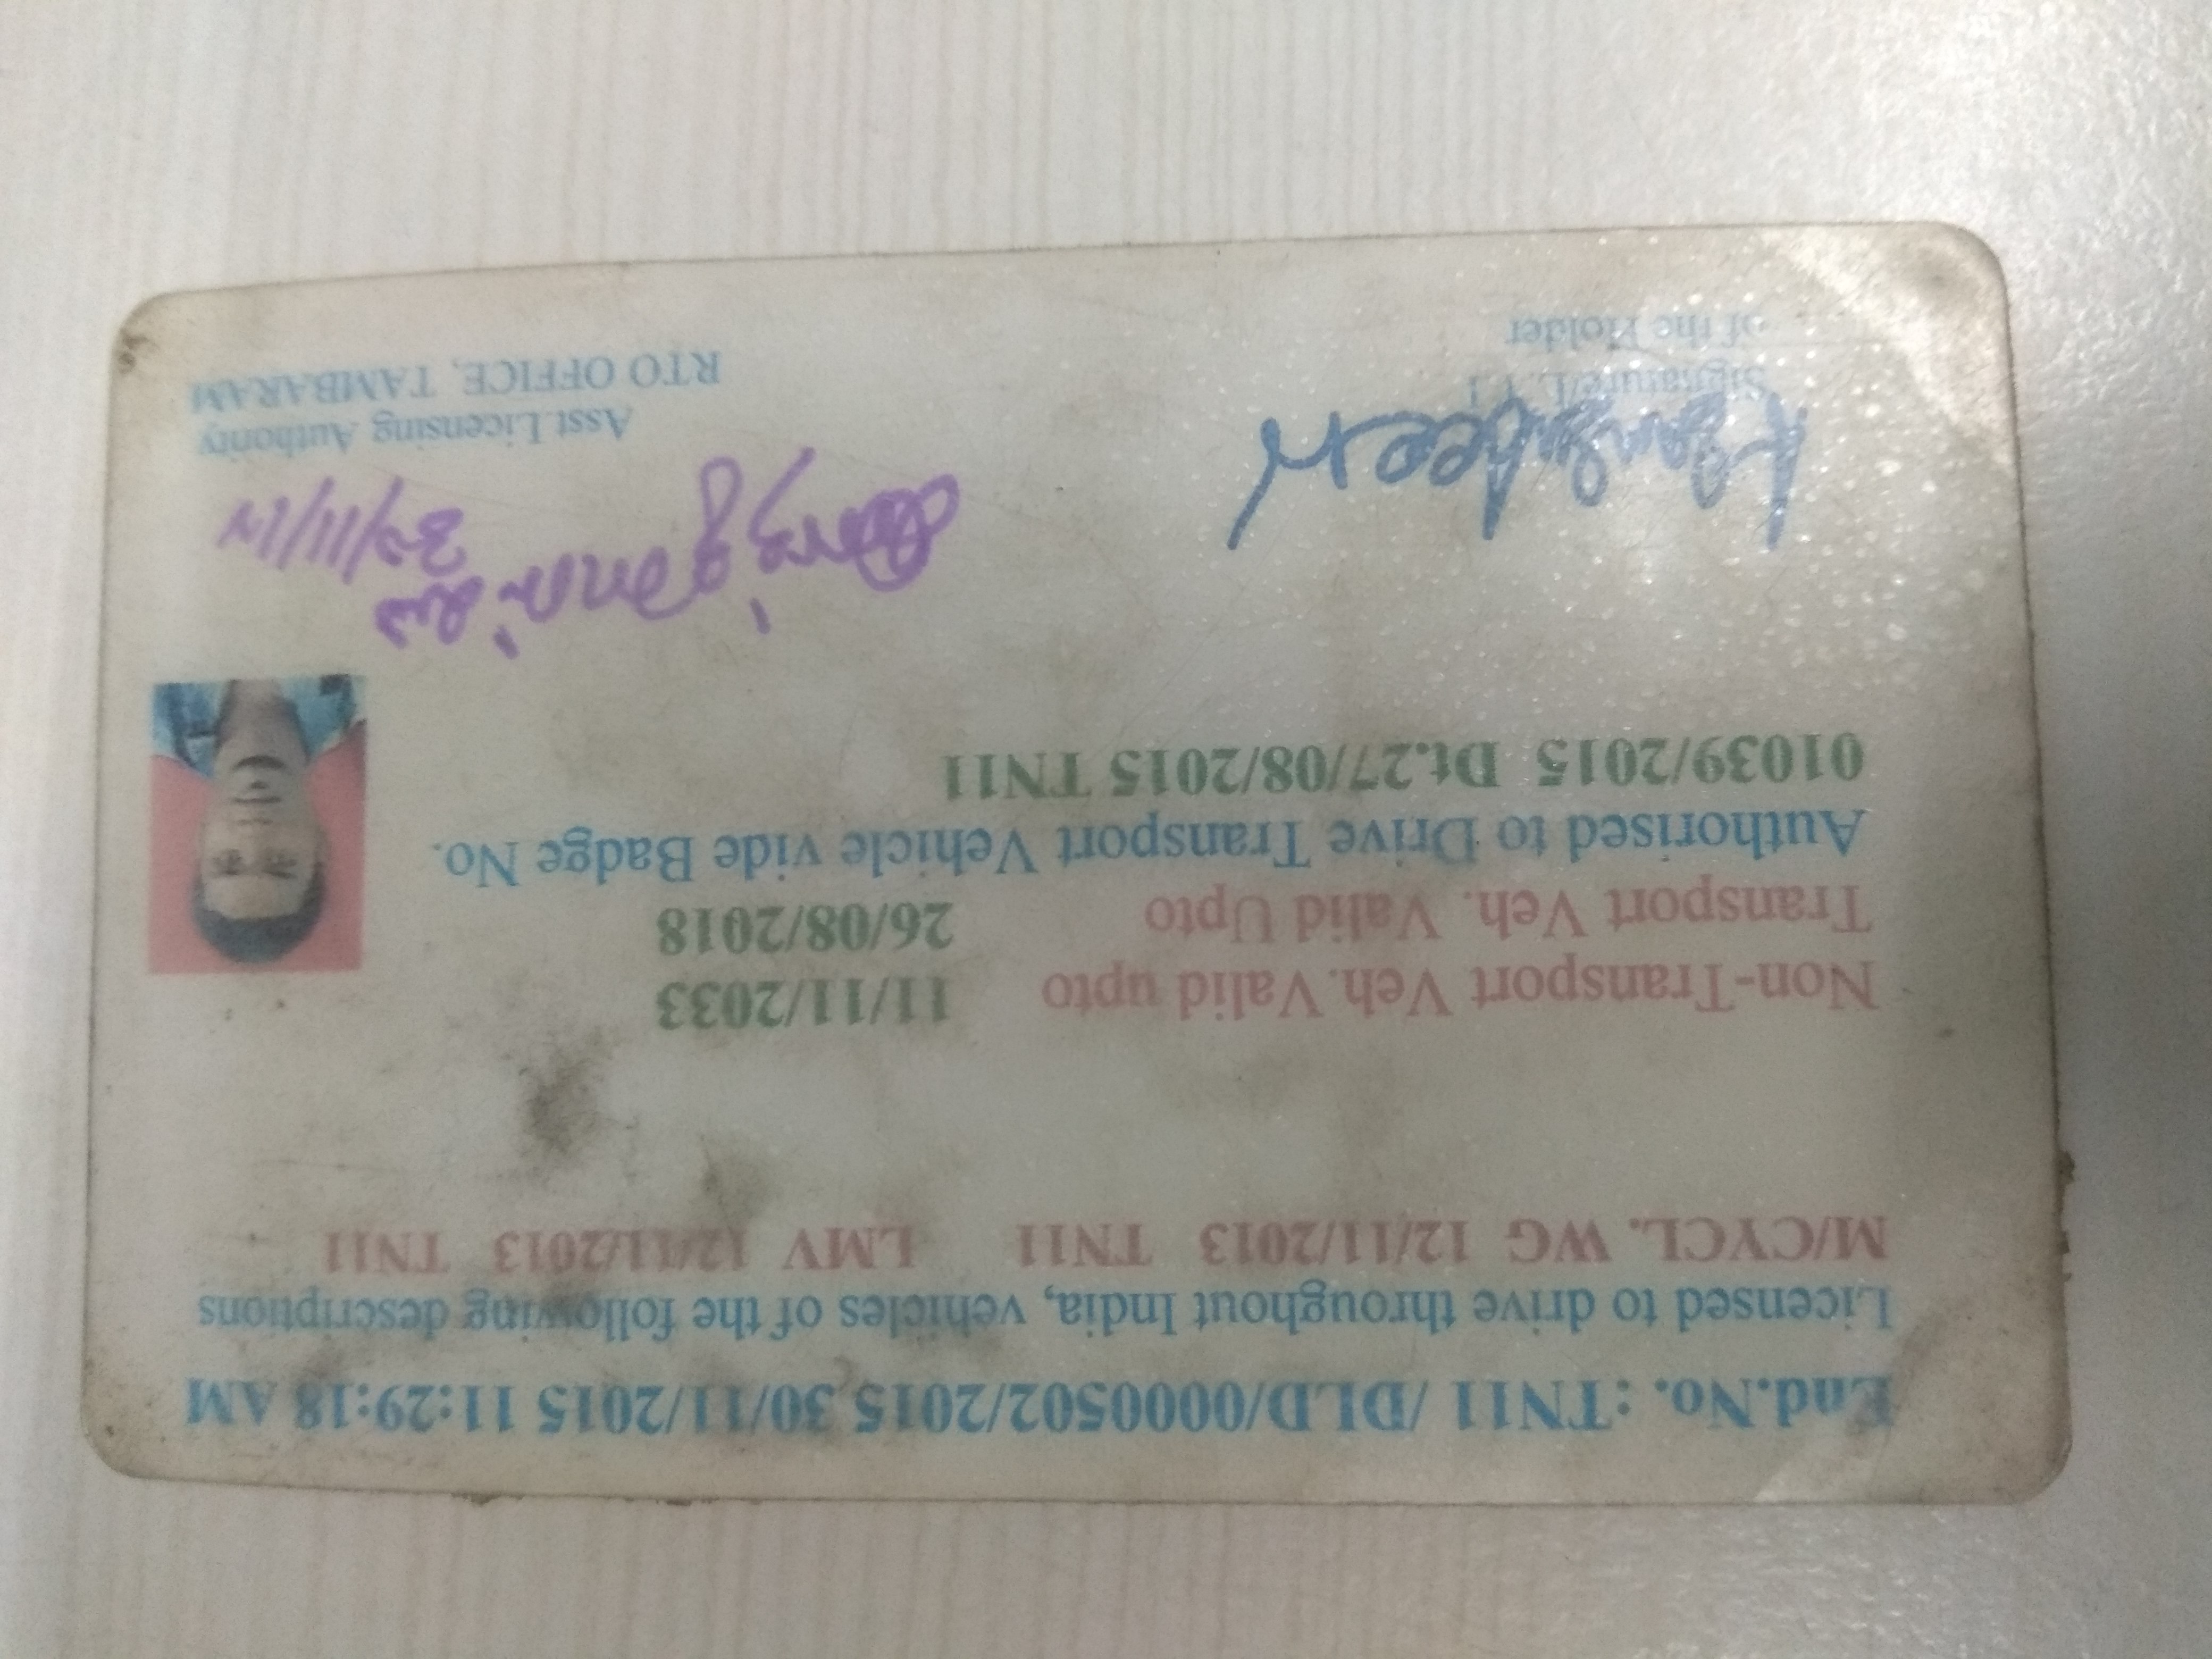 End.No. : TN11 /DLD/0000502/2015 30/11/2015 11:29:18 AM
Licensed to drive throughout India, vehicles of the following descriptions
M/CYCL. WG 12/11/2013 TN11 LMV 12/11/2013 TN11
Non-Transport Veh. Valid upto 11/11/2033
Transport Veh. Valid Upto 26/08/2018
Authorised to Drive Transport Vehicle vide Badge No.
01039/2015 Dt.27/08/2015 TN11
Signature/L.T.I
of the Holder
Asst.Licensing Authority
RTO OFFICE, TAMBARAM